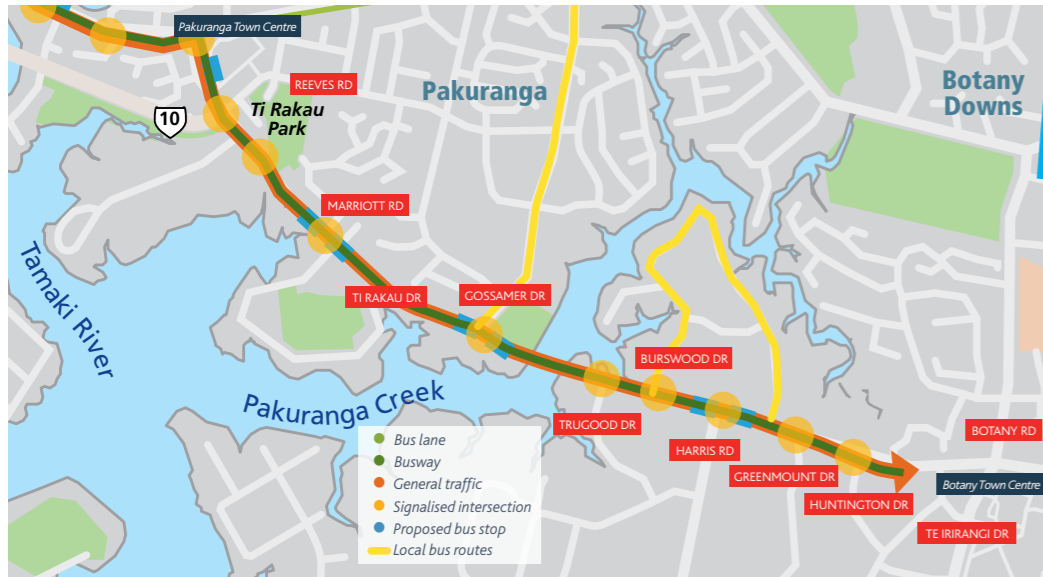 Pakuranga Town Centre
REEVES RD
Pakuranga
Botany
Downs
10
Ti Rakau
Park
MARRIOTT RD
Tamaki River
TI RAKAU DR
GOSSAMER DR
BURSWOOD DR
Pakuranga Creek
TRUGOOD DR
HARRIS RD
BOTANY RD
GREENMOUNT DR
Botany Town Centre
HUNTINGTON DR
TE IRIRANGI DR
Bus lane
Busway
General traffic
Signalised intersection
Proposed bus stop
Local bus routes